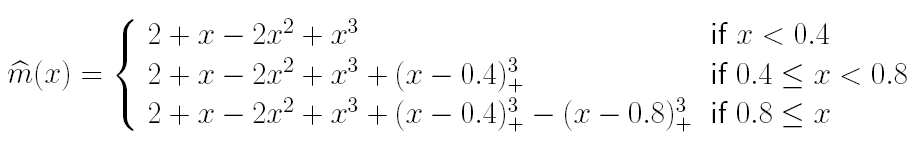 2 + x − 2x² + x³ if x < 0.4
m̂(x) = { 2 + x − 2x² + x³ + (x − 0.4)³₊ if 0.4 ≤ x < 0.8
2 + x − 2x² + x³ + (x − 0.4)³₊ − (x − 0.8)³₊ if 0.8 ≤ x